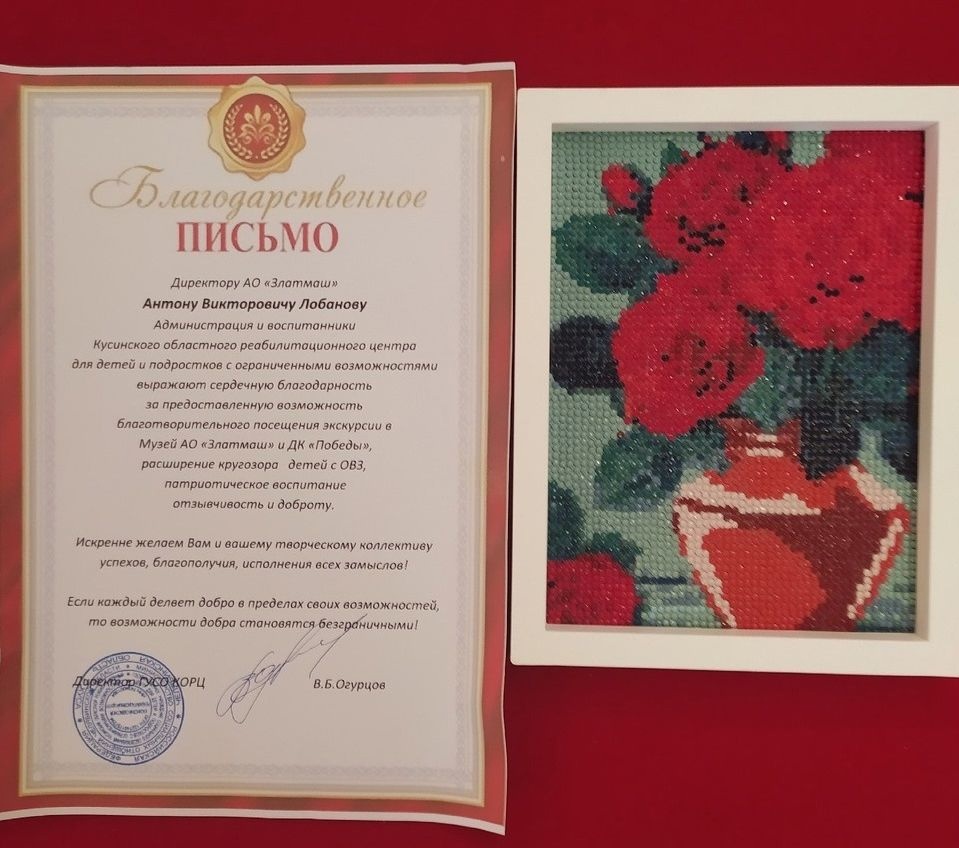 Благодарственное
ПИСЬМО
Директору АО «Златмаш»
Антону Викторовичу Лобанову
Администрация и воспитанники
Кусинского областного реабилитационного центра
для детей и подростков с ограниченными возможностями
выражают сердечную благодарность
за предоставленную возможность
благотворительного посещения экскурсии в
Музей АО «Златмаш» и ДК «Победы»,
расширение кругозора детей с ОВЗ,
патриотическое воспитание
отзывчивость и доброту.
Искренне желаем Вам и вашему творческому коллективу
успехов, благополучия, исполнения всех замыслов!
Если каждый делвет добро в пределах своих возможностей,
то возможности добра становятся безграничными!
Директор ГУСО КОРЦ В.Б.Огурцов